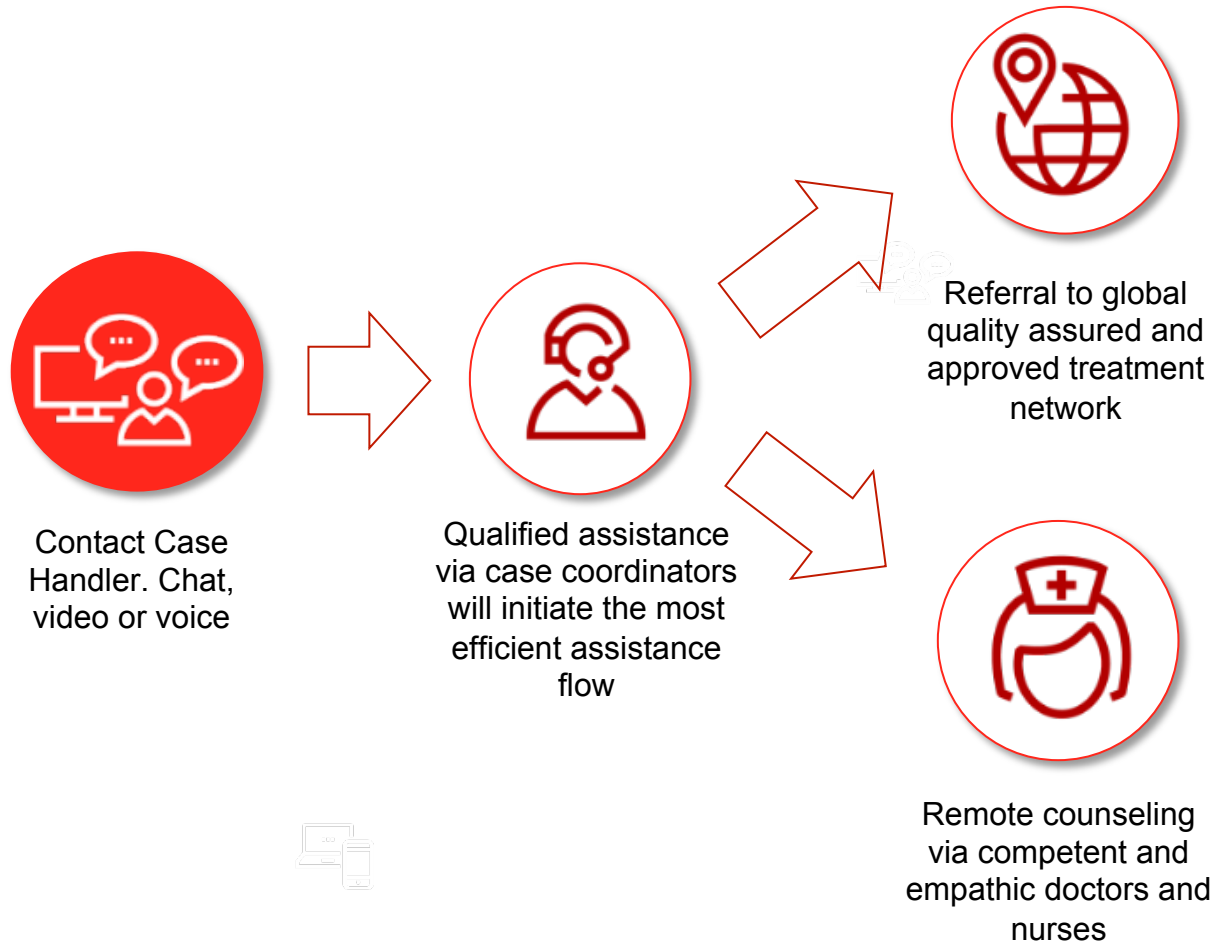 Contact Case
Handler. Chat,
video or voice
Qualified assistance
via case coordinators
will initiate the most
efficient assistance
flow
Referral to global
quality assured and
approved treatment
network
Remote counseling
via competent and
empathic doctors and
nurses